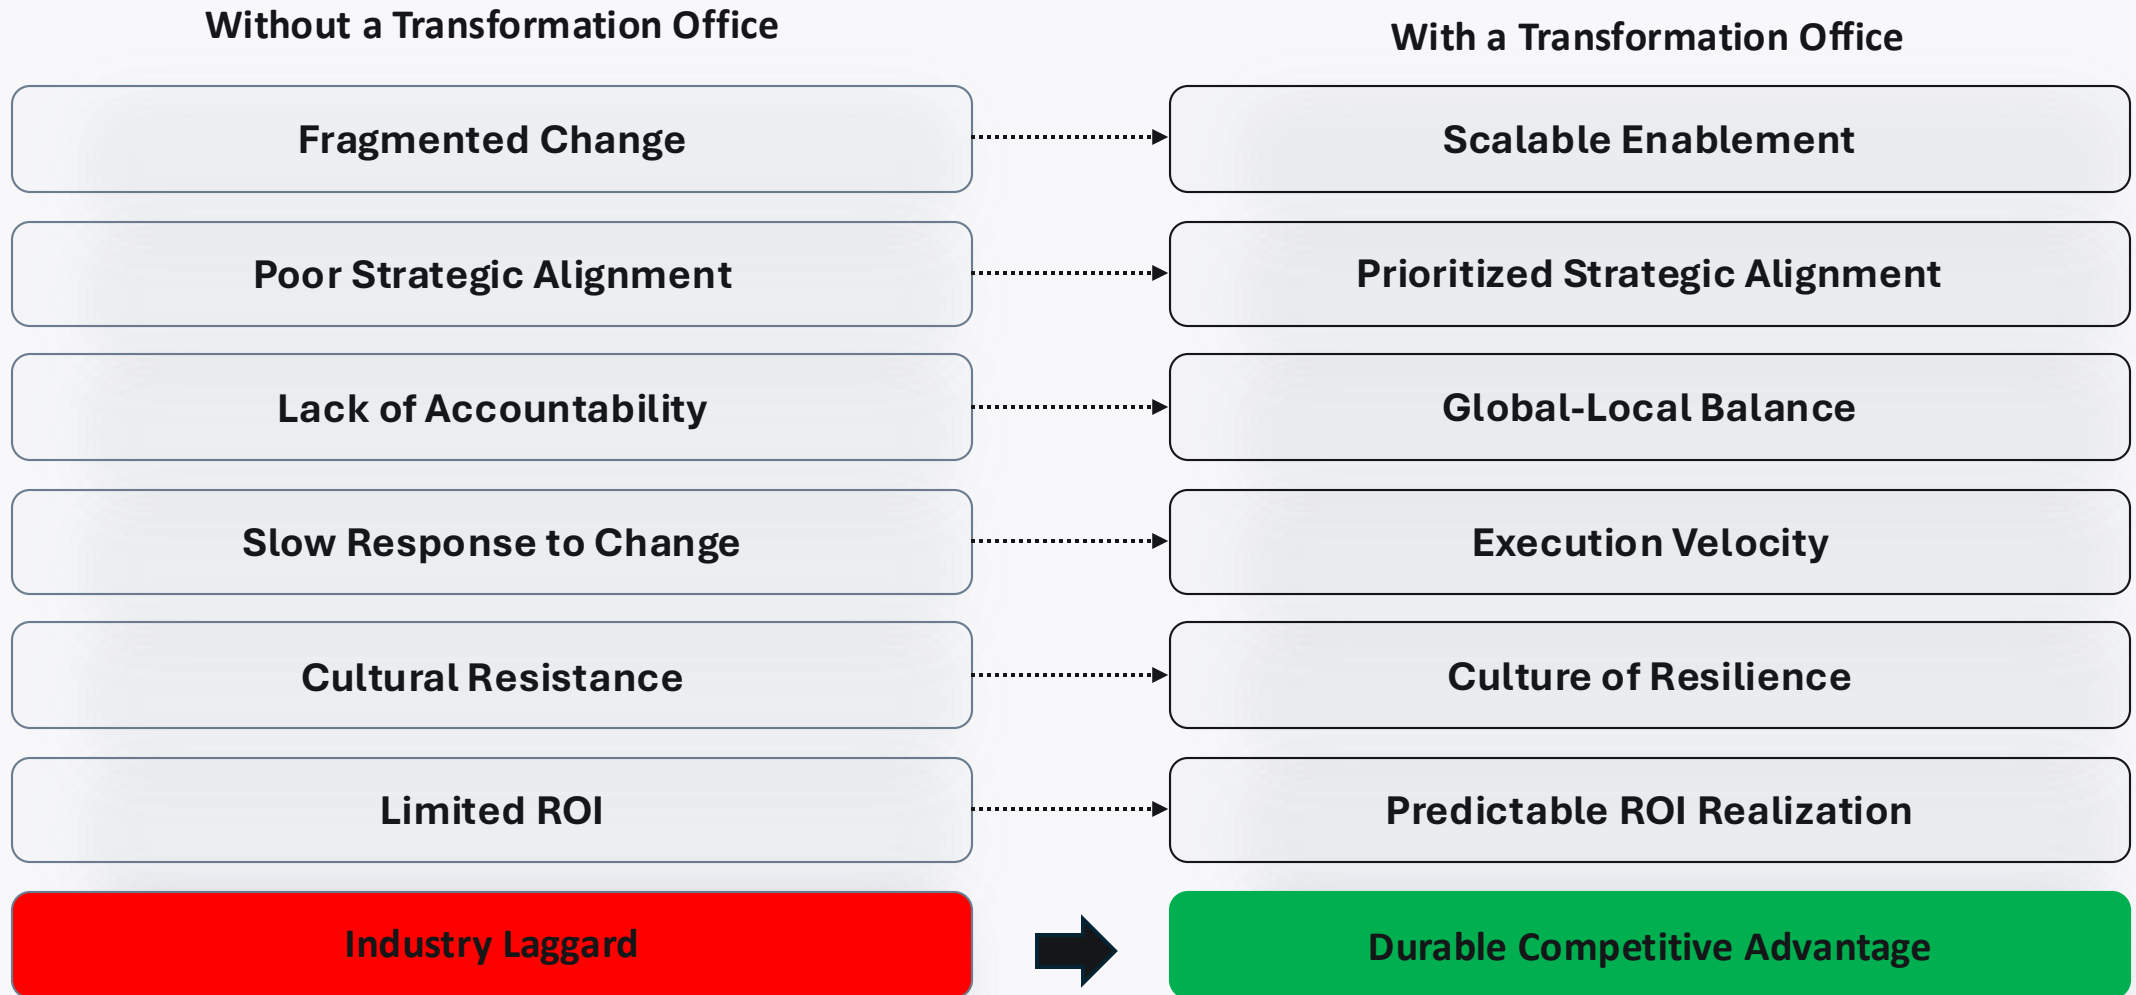 Without a Transformation Office
With a Transformation Office
Fragmented Change
Scalable Enablement
Poor Strategic Alignment
Prioritized Strategic Alignment
Lack of Accountability
Global-Local Balance
Slow Response to Change
Execution Velocity
Cultural Resistance
Culture of Resilience
Limited ROI
Predictable ROI Realization
Industry Laggard
Durable Competitive Advantage